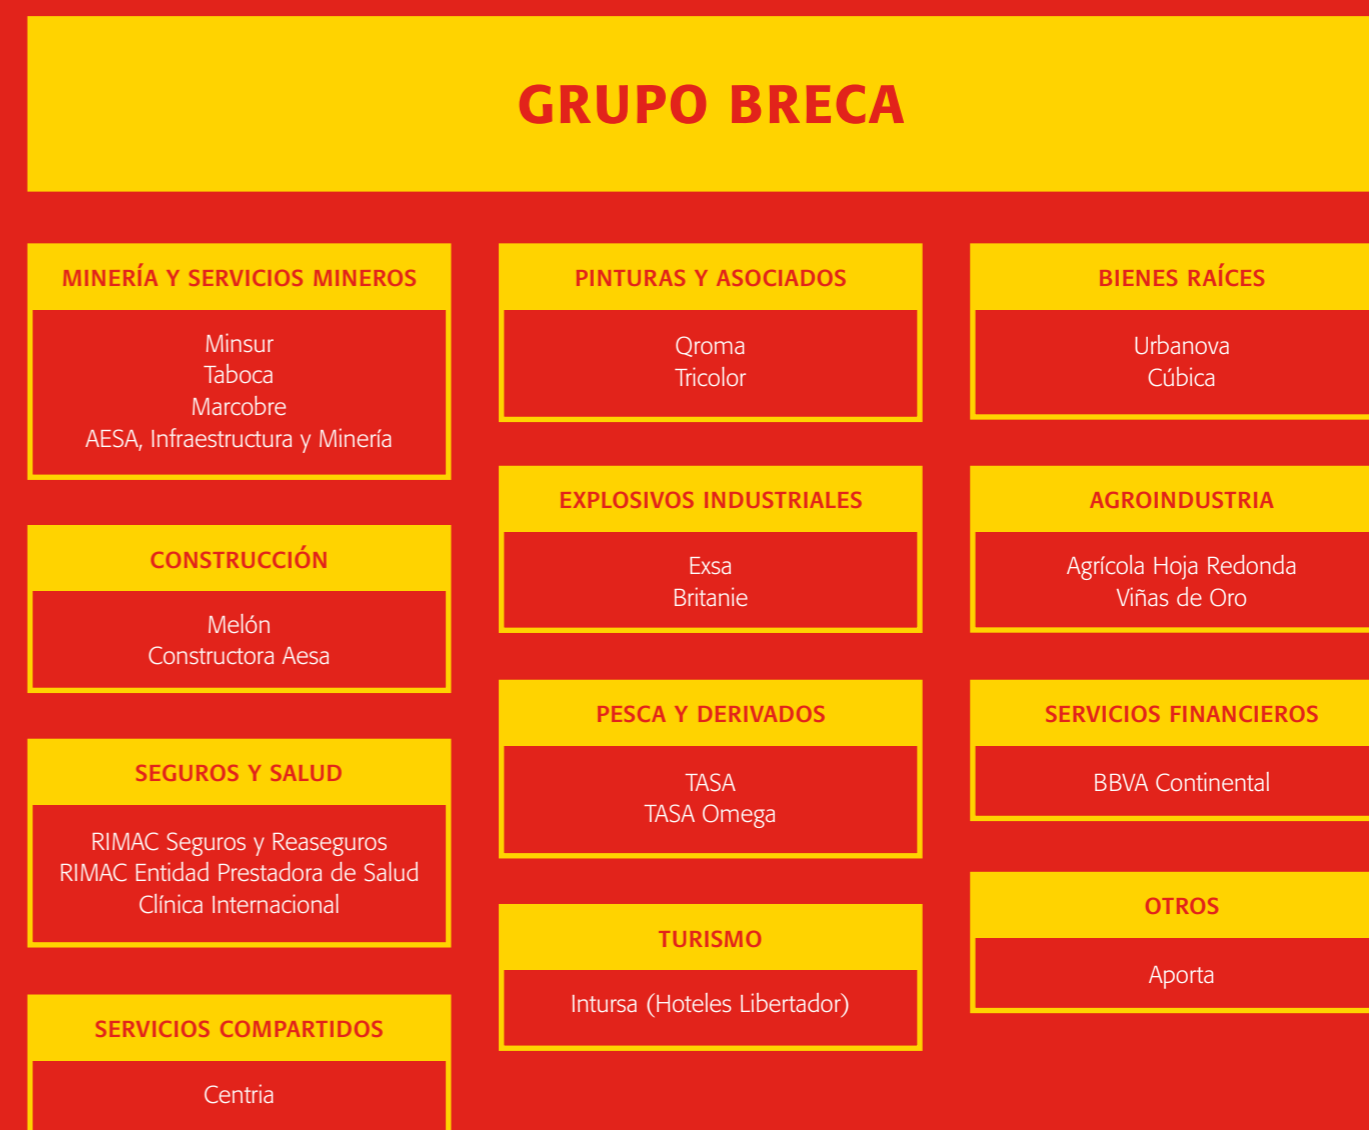 GRUPO BRECA
MINERÍA Y SERVICIOS MINEROS
Minsur
Taboca
Marcobre
AESA, Infraestructura y Minería
CONSTRUCCIÓN
Melón
Constructora Aesa
SEGUROS Y SALUD
RIMAC Seguros y Reaseguros
RIMAC Entidad Prestadora de Salud
Clínica Internacional
SERVICIOS COMPARTIDOS
Centria
PINTURAS Y ASOCIADOS
Qroma
Tricolor
EXPLOSIVOS INDUSTRIALES
Exsa
Britanie
PESCA Y DERIVADOS
TASA
TASA Omega
TURISMO
Intursa (Hoteles Libertador)
BIENES RAÍCES
Urbanova
Cúbica
AGROINDUSTRIA
Agrícola Hoja Redonda
Viñas de Oro
SERVICIOS FINANCIEROS
BBVA Continental
OTROS
Aporta